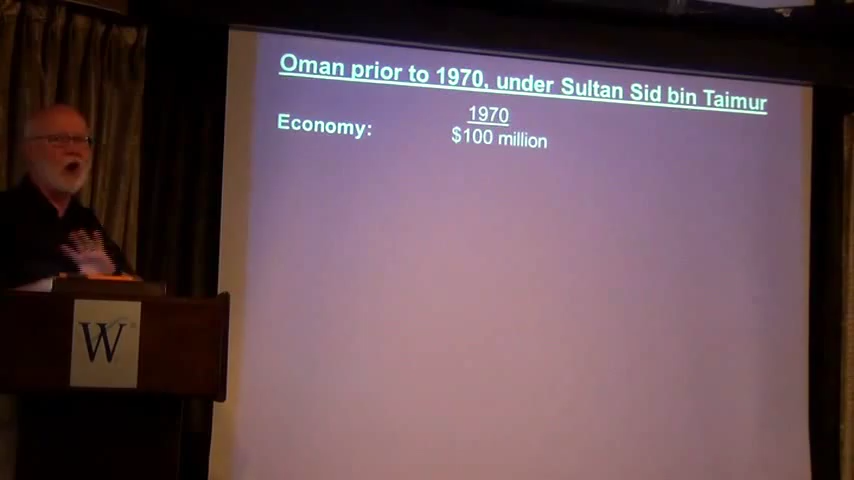 Oman prior to 1970, under Sultan Sid bin Taimur
1970
Economy: $100 million
W